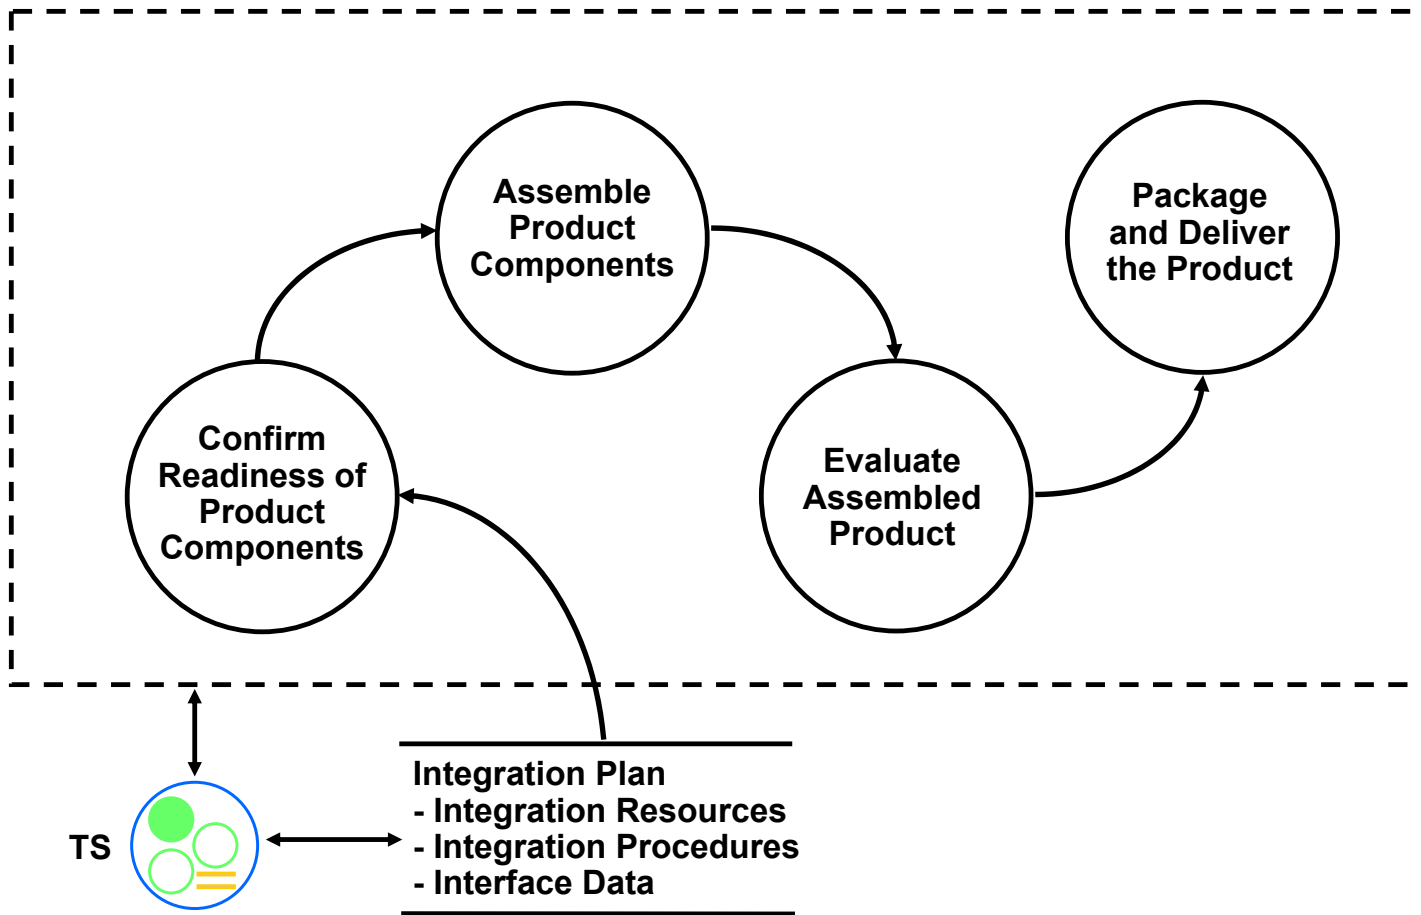 Assemble
Product
Components
Package
and Deliver
the Product
Confirm
Readiness of
Product
Components
Evaluate
Assembled
Product
Integration Plan
- Integration Resources
- Integration Procedures
- Interface Data
TS